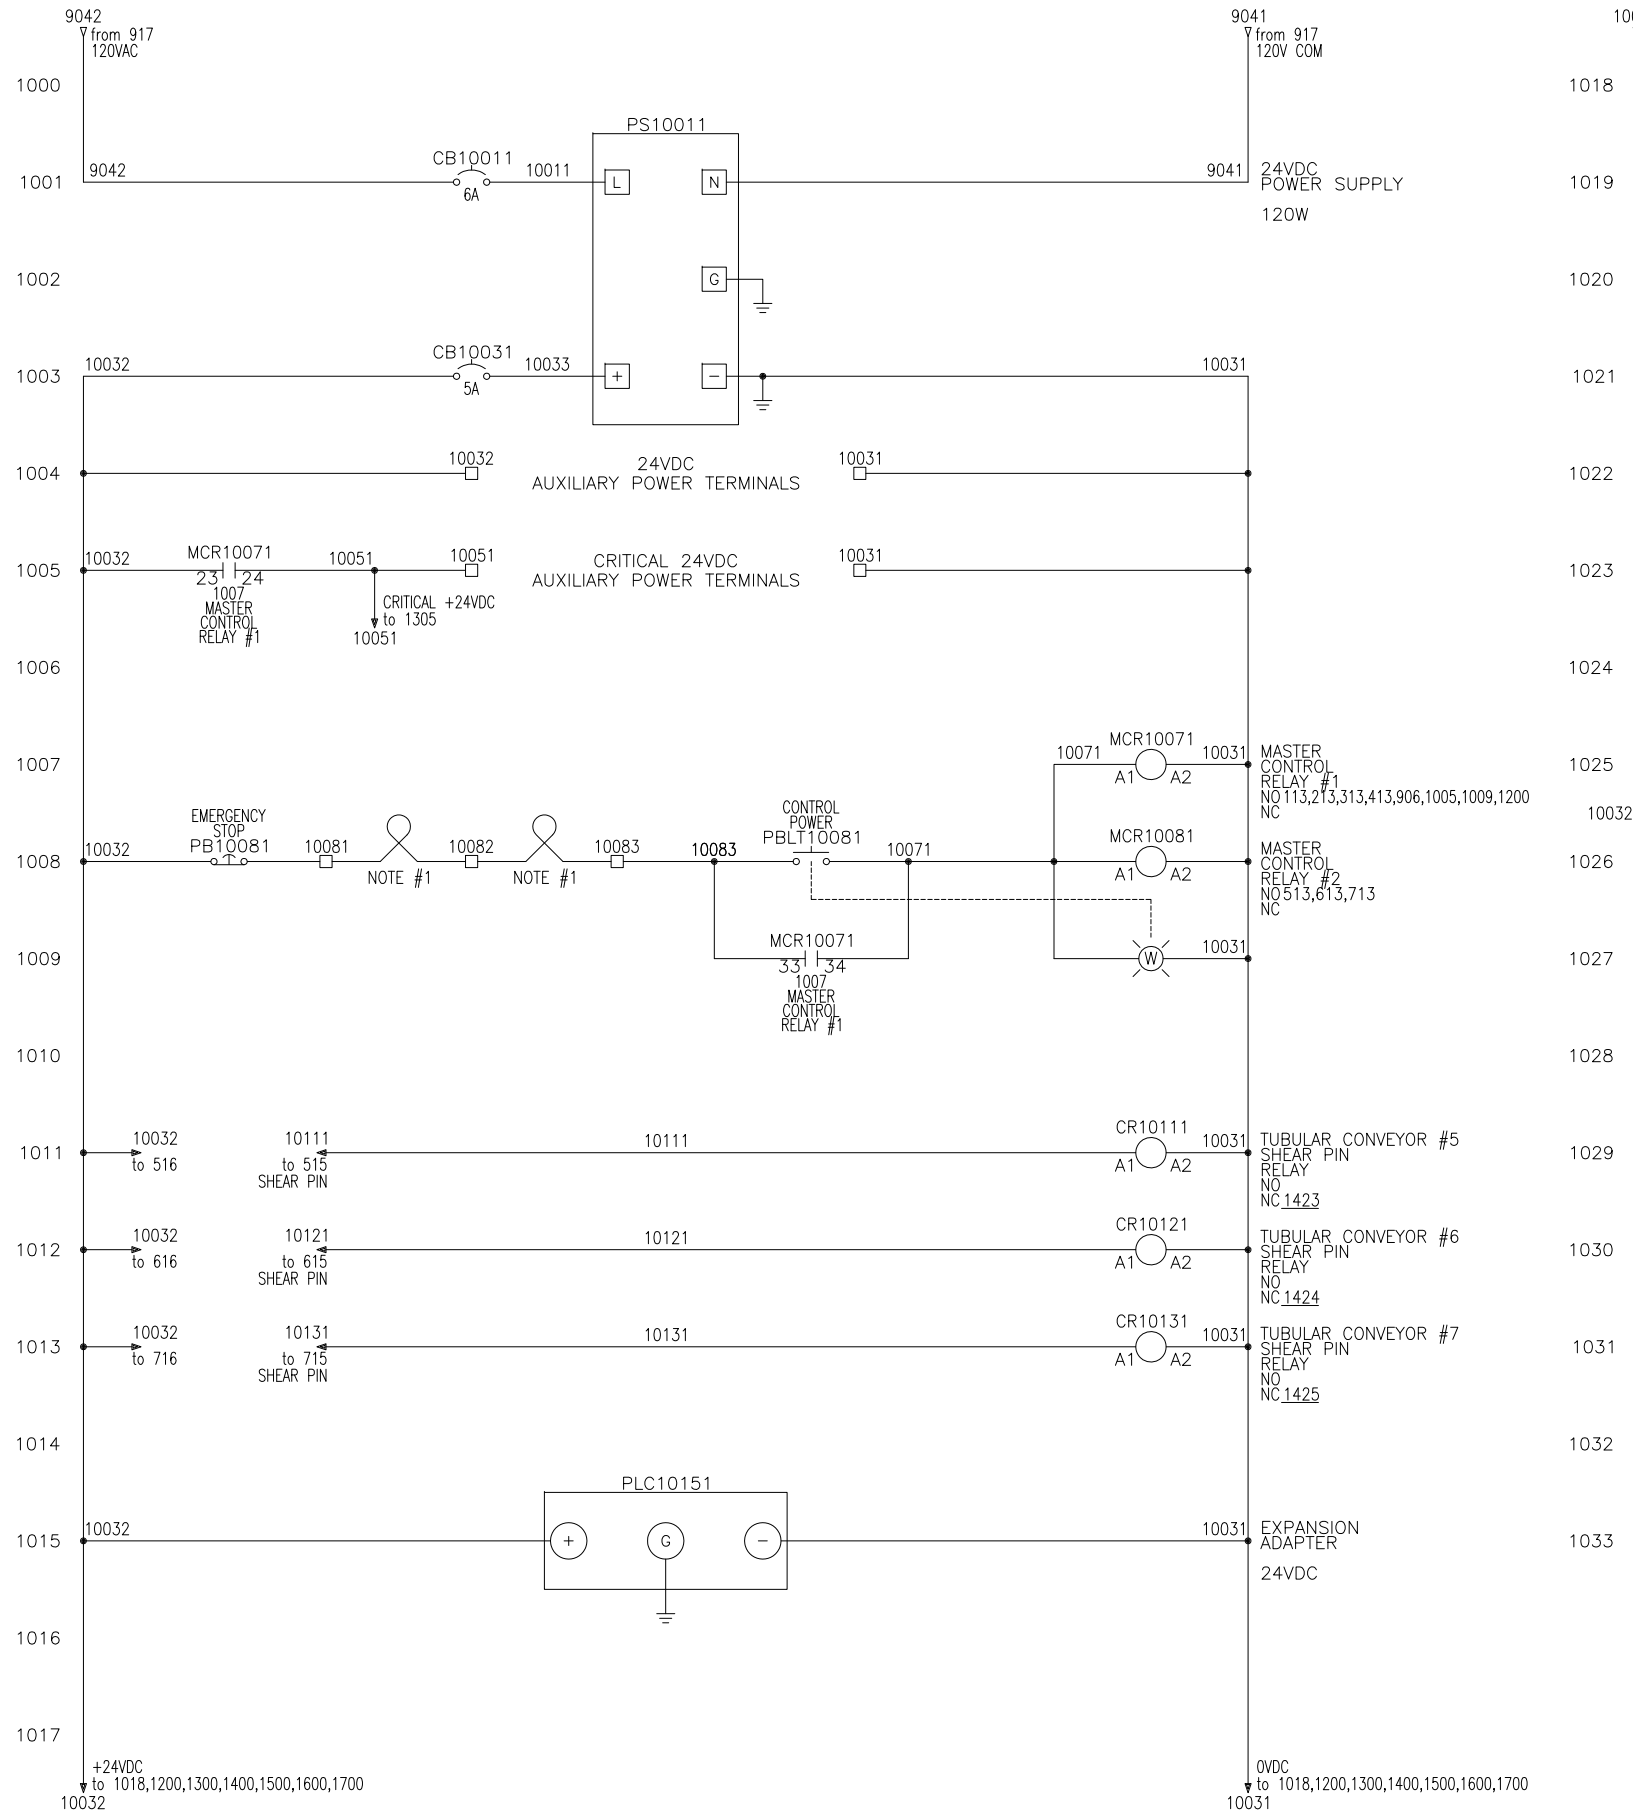 9042
from 917
120VAC
9041
from 917
120V COM
1000
1018
PS10011
1001
9042
CB10011
6A
10011
L
N
9041
24VDC
POWER SUPPLY
120W
1019
1002
G
1020
1003
10032
CB10031
5A
10033
+
−
10031
1021
1004
10032
24VDC
AUXILIARY POWER TERMINALS
10031
1022
1005
10032
MCR10071
23 24
1007
MASTER
CONTROL
RELAY #1
10051
10051
CRITICAL +24VDC
to 1305
10051
CRITICAL 24VDC
AUXILIARY POWER TERMINALS
10031
1023
1006
1024
1007
10071
MCR10071
A1 A2
10031
MASTER
CONTROL
RELAY #1
NO 113,213,313,413,906,1005,1009,1200
NC
1025
10032
1008
10032
EMERGENCY
STOP
PB10081
10081
NOTE #1
10082
NOTE #1
10083
10083
CONTROL
POWER
PBLT10081
10071
MCR10081
A1 A2
MASTER
CONTROL
RELAY #2
NO 513,613,713
NC
1026
1009
MCR10071
33 34
1007
MASTER
CONTROL
RELAY #1
W
10031
1027
1010
1028
1011
10032
to 516
10111
to 515
SHEAR PIN
10111
CR10111
A1 A2
10031
TUBULAR CONVEYOR #5
SHEAR PIN
RELAY
NO
NC 1423
1029
1012
10032
to 616
10121
to 615
SHEAR PIN
10121
CR10121
A1 A2
10031
TUBULAR CONVEYOR #6
SHEAR PIN
RELAY
NO
NC 1424
1030
1013
10032
to 716
10131
to 715
SHEAR PIN
10131
CR10131
A1 A2
10031
TUBULAR CONVEYOR #7
SHEAR PIN
RELAY
NO
NC 1425
1031
1014
1032
PLC10151
1015
10032
+
G
−
10031
EXPANSION
ADAPTER
24VDC
1033
1016
1017
+24VDC
to 1018,1200,1300,1400,1500,1600,1700
10032
0VDC
to 1018,1200,1300,1400,1500,1600,1700
10031